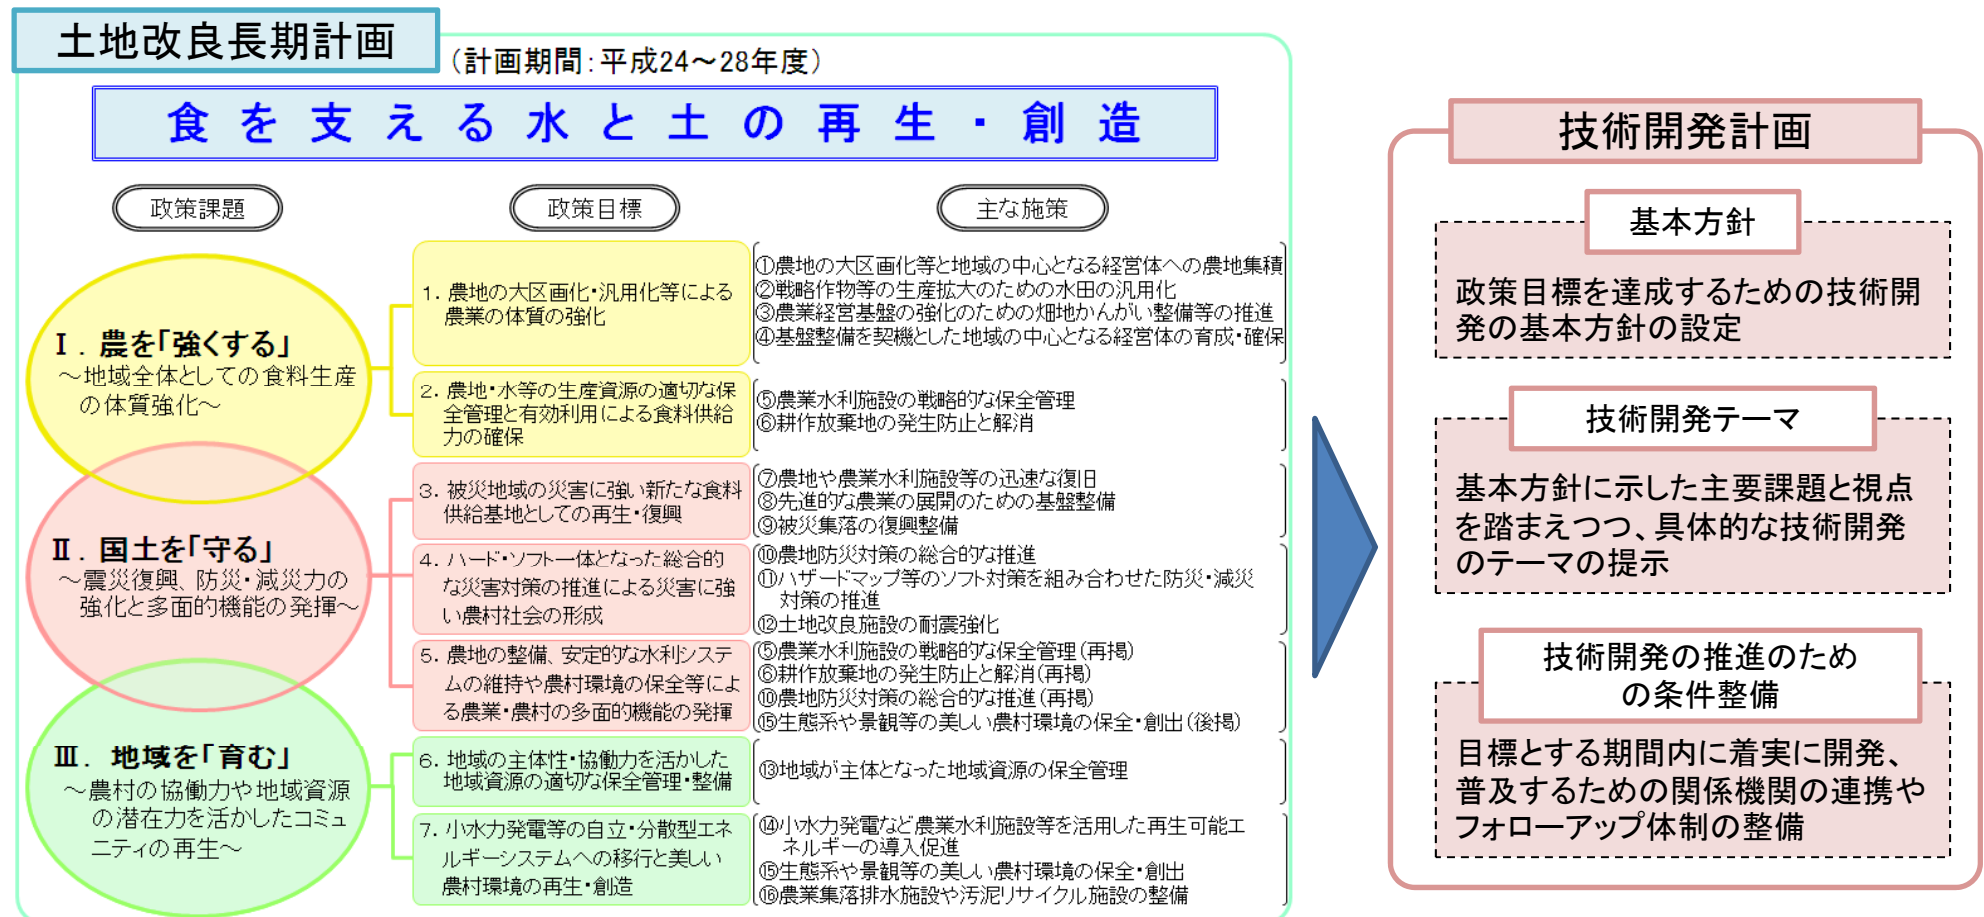 土地改良長期計画
(計画期間:平成24～28年度)
食を支える水と土の再生・創造
政策課題
政策目標
主な施策
Ⅰ. 農を「強くする」
～地域全体としての食料生産
の体質強化～
1. 農地の大区画化・汎用化等による
農業の体質の強化
①農地の大区画化等と地域の中心となる経営体への農地集積
②戦略作物等の生産拡大のための水田の汎用化
③農業経営基盤の強化のための畑地かんがい整備等の推進
④基盤整備を契機とした地域の中心となる経営体の育成・確保
2. 農地・水等の生産資源の適切な保
全管理と有効利用による食料供給
力の確保
⑤農業水利施設の戦略的な保全管理
⑥耕作放棄地の発生防止と解消
Ⅱ. 国土を「守る」
～震災復興、防災・減災力の
強化と多面的機能の発揮～
3. 被災地域の災害に強い新たな食料
供給基地としての再生・復興
⑦農地や農業水利施設等の迅速な復旧
⑧先進的な農業の展開のための基盤整備
⑨被災集落の復興整備
4. ハード・ソフト一体となった総合的
な災害対策の推進による災害に強
い農村社会の形成
⑩農地防災対策の総合的な推進
⑪ハザードマップ等のソフト対策を組み合わせた防災・減災
対策の推進
⑫土地改良施設の耐震強化
5. 農地の整備、安定的な水利システ
ムの維持や農村環境の保全等によ
る農業・農村の多面的機能の発揮
⑤農業水利施設の戦略的な保全管理(再掲)
⑥耕作放棄地の発生防止と解消(再掲)
⑩農地防災対策の総合的な推進(再掲)
⑮生態系や景観等の美しい農村環境の保全・創出(後掲)
Ⅲ. 地域を「育む」
～農村の協働力や地域資源
の潜在力を活かしたコミュ
ニティの再生～
6. 地域の主体性・協働力を活かした
地域資源の適切な保全管理・整備
⑬地域が主体となった地域資源の保全管理
7. 小水力発電等の自立・分散型エネ
ルギーシステムへの移行と美しい
農村環境の再生・創造
⑭小水力発電など農業水利施設等を活用した再生可能エ
ネルギーの導入促進
⑮生態系や景観等の美しい農村環境の保全・創出
⑯農業集落排水施設や汚泥リサイクル施設の整備
技術開発計画
基本方針
政策目標を達成するための技術開
発の基本方針の設定
技術開発テーマ
基本方針に示した主要課題と視点
を踏まえつつ、具体的な技術開発
のテーマの提示
技術開発の推進のため
の条件整備
目標とする期間内に着実に開発、
普及するための関係機関の連携や
フォローアップ体制の整備